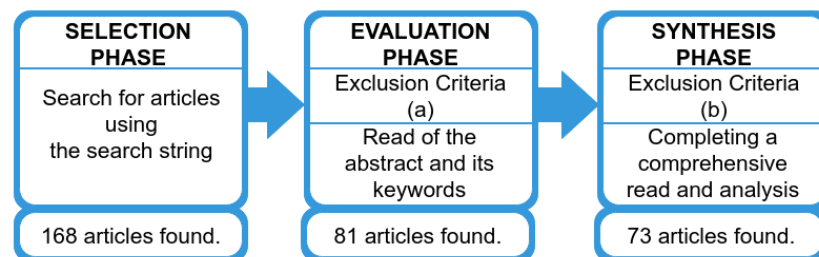 SELECTION
PHASE
Search for articles
using
the search string
168 articles found.
EVALUATION
PHASE
Exclusion Criteria
(a)
Read of the
abstract and its
keywords
81 articles found.
SYNTHESIS
PHASE
Exclusion Criteria
(b)
Completing a
comprehensive
read and analysis
73 articles found.